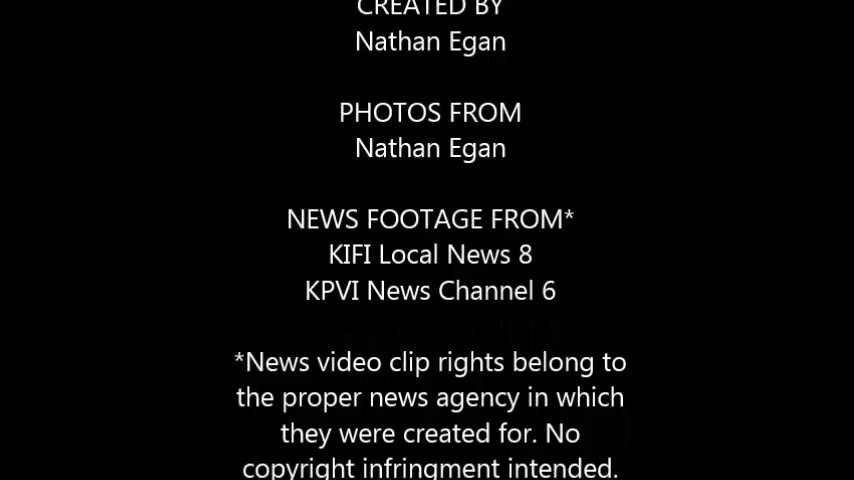 CREATED BY
Nathan Egan
PHOTOS FROM
Nathan Egan
NEWS FOOTAGE FROM*
KIFI Local News 8
KPVI News Channel 6
*News video clip rights belong to
the proper news agency in which
they were created for. No
copyright infringment intended.